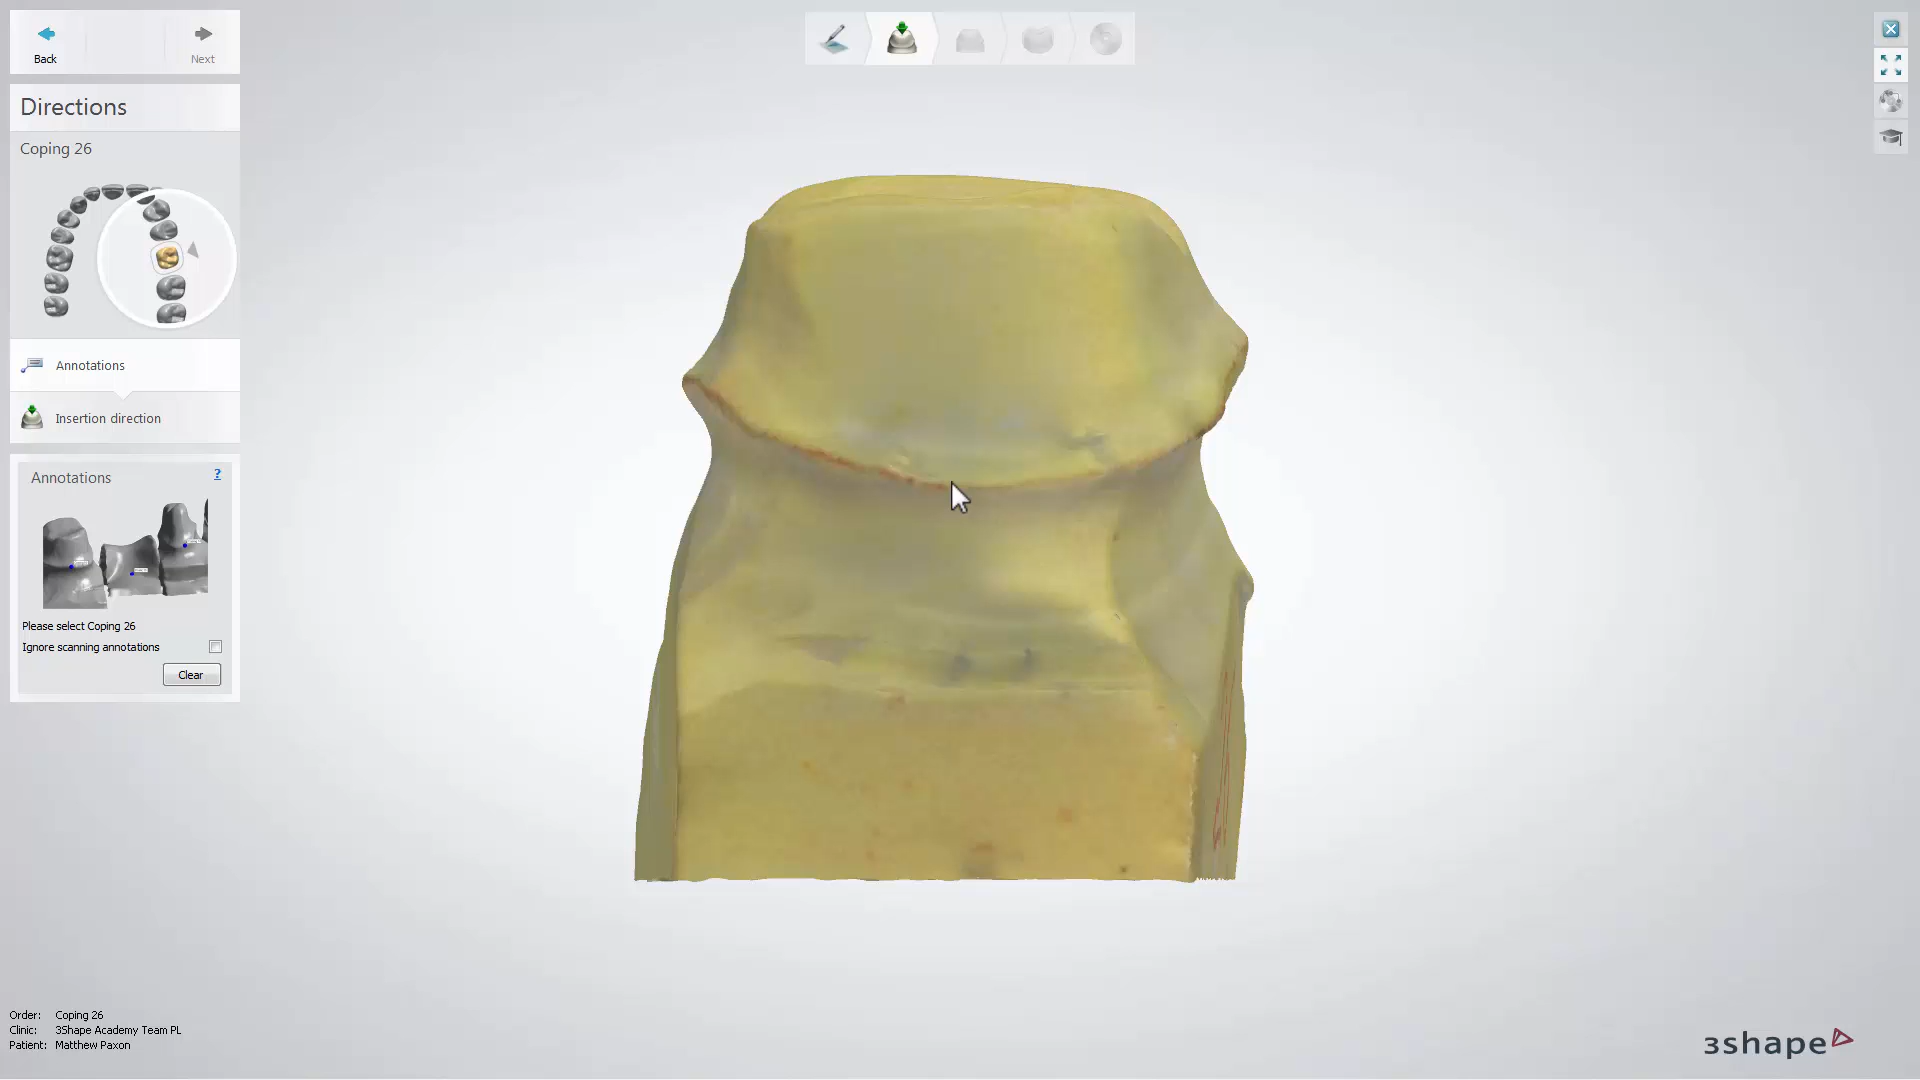 Back
Next
Directions
Coping 26
Annotations
Insertion direction
Annotations
?
Please select Coping 26
Ignore scanning annotations
Clear
Order: Coping 26
Clinic: 3Shape Academy Team PL
Patient: Matthew Paxon
3shape